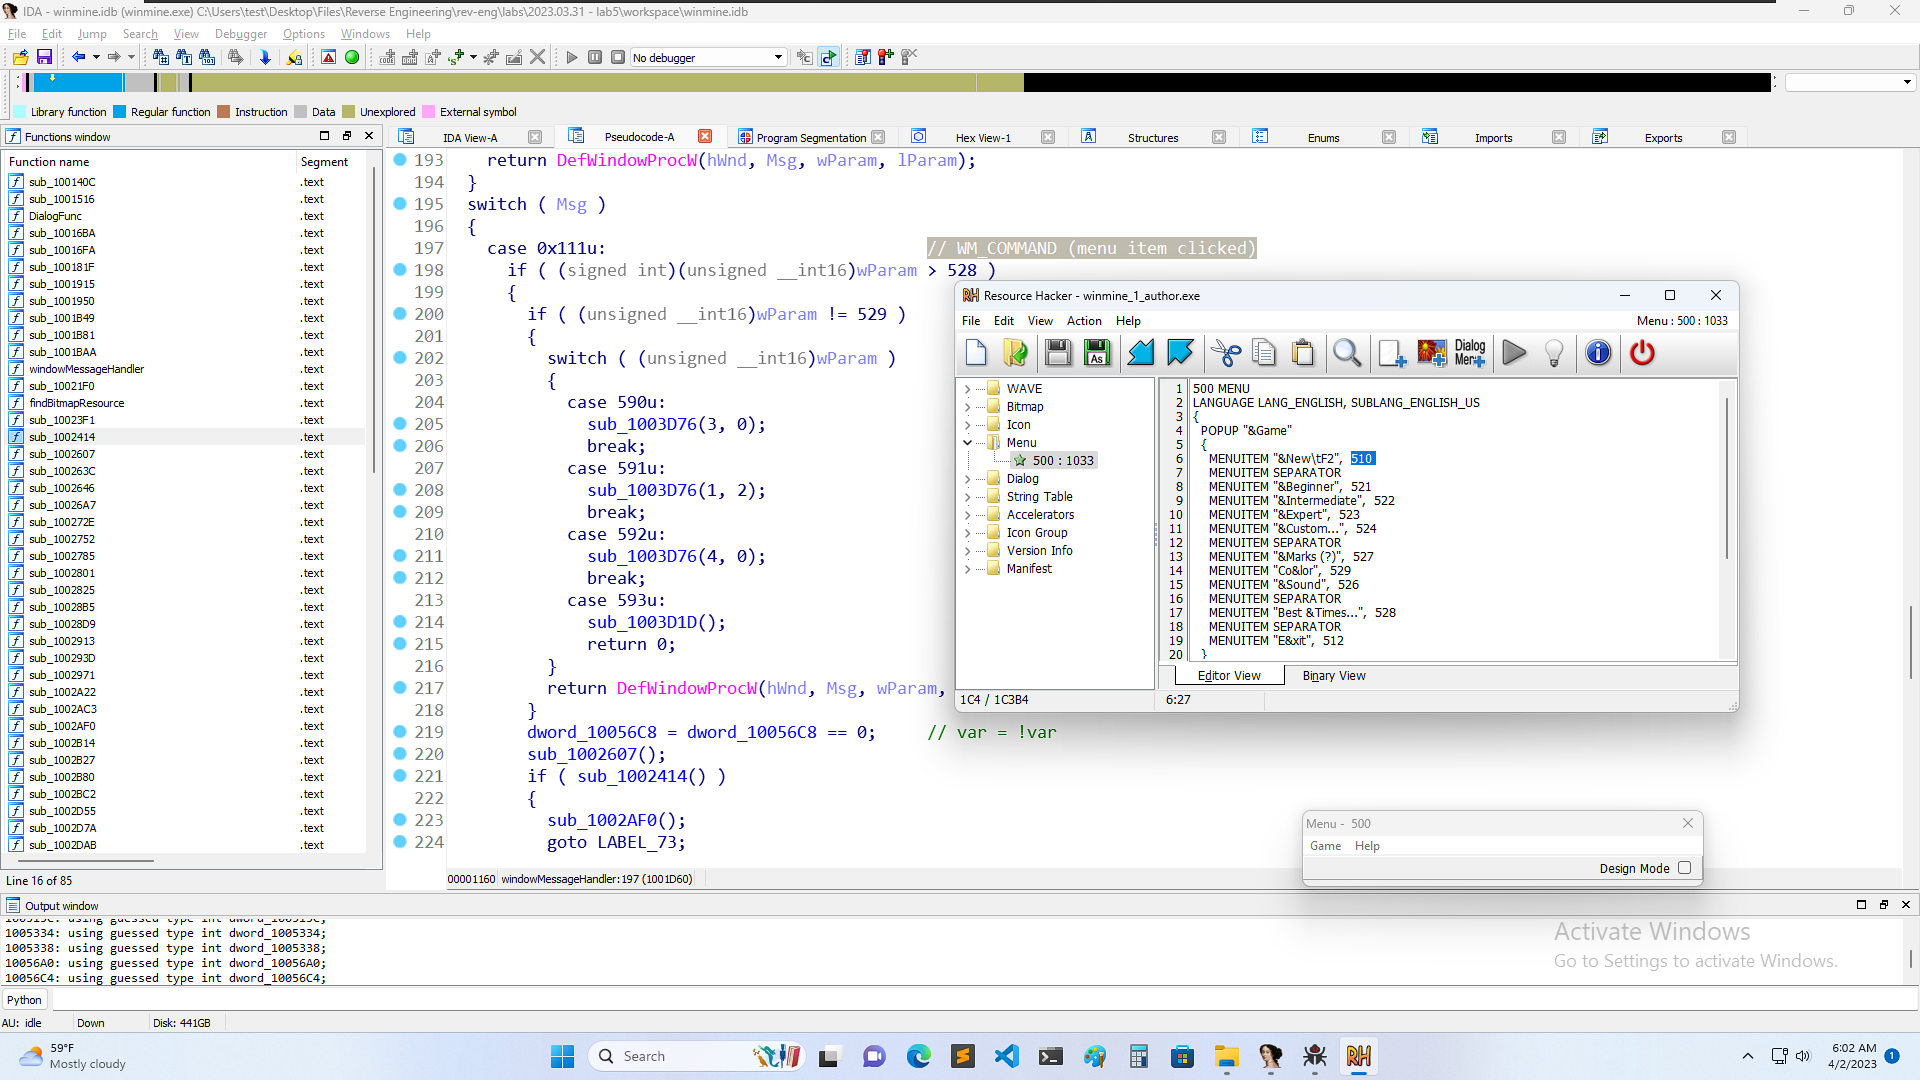 IDA - winmine.idb (winmine.exe) C:\Users\test\Desktop\Files\Reverse Engineering\rev-eng\labs\2023.03.31 - lab5\workspace\winmine.idb
File Edit Jump Search View Debugger Options Windows Help
No debugger
Library function Regular function Instruction Data Unexplored External symbol
Functions window
Function name Segment
sub_100140C .text
sub_1001516 .text
DialogFunc .text
sub_10016BA .text
sub_10016FA .text
sub_100181F .text
sub_1001915 .text
sub_1001950 .text
sub_1001B49 .text
sub_1001B81 .text
sub_1001BAA .text
windowMessageHandler .text
sub_10021F0 .text
findBitmapResource .text
sub_10023F1 .text
sub_1002414 .text
sub_1002607 .text
sub_100263C .text
sub_1002646 .text
sub_10026A7 .text
sub_100272E .text
sub_1002752 .text
sub_1002785 .text
sub_1002801 .text
sub_1002825 .text
sub_10028B5 .text
sub_10028D9 .text
sub_1002913 .text
sub_100293D .text
sub_1002971 .text
sub_1002A22 .text
sub_1002AC3 .text
sub_1002AF0 .text
sub_1002B14 .text
sub_1002B27 .text
sub_1002B80 .text
sub_1002BC2 .text
sub_1002D55 .text
sub_1002D7A .text
sub_1002DAB .text
Line 16 of 85
IDA View-A Pseudocode-A Program Segmentation Hex View-1 Structures Enums Imports Exports
193 return DefWindowProcW(hWnd, Msg, wParam, lParam);
194 }
195 switch ( Msg )
196 {
197 case 0x111u: // WM_COMMAND (menu item clicked)
198 if ( (signed int)(unsigned __int16)wParam > 528 )
199 {
200 if ( (unsigned __int16)wParam != 529 )
201 {
202 switch ( (unsigned __int16)wParam )
203 {
204 case 590u:
205 sub_1003D76(3, 0);
206 break;
207 case 591u:
208 sub_1003D76(1, 2);
209 break;
210 case 592u:
211 sub_1003D76(4, 0);
212 break;
213 case 593u:
214 sub_1003D1D();
215 return 0;
216 }
217 return DefWindowProcW(hWnd, Msg, wParam,
218 }
219 dword_10056C8 = dword_10056C8 == 0; // var = !var
220 sub_1002607();
221 if ( sub_1002414() )
222 {
223 sub_1002AF0();
224 goto LABEL_73;
00001160 windowMessageHandler:197 (1001D60)
Resource Hacker - winmine_1_author.exe
File Edit View Action Help Menu : 500 : 1033
As
Dialog
Menu
WAVE
Bitmap
Icon
Menu
500 : 1033
Dialog
String Table
Accelerators
Icon Group
Version Info
Manifest
1 500 MENU
2 LANGUAGE LANG_ENGLISH, SUBLANG_ENGLISH_US
3 {
4 POPUP "&Game"
5 {
6 MENUITEM "&New\tF2", 510
7 MENUITEM SEPARATOR
8 MENUITEM "&Beginner", 521
9 MENUITEM "&Intermediate", 522
10 MENUITEM "&Expert", 523
11 MENUITEM "&Custom...", 524
12 MENUITEM SEPARATOR
13 MENUITEM "&Marks (?)", 527
14 MENUITEM "Co&lor", 529
15 MENUITEM "&Sound", 526
16 MENUITEM SEPARATOR
17 MENUITEM "Best &Times...", 528
18 MENUITEM SEPARATOR
19 MENUITEM "E&xit", 512
20 }
Editor View Binary View
1C4 / 1C3B4 6:27
Menu - 500
Game Help
Design Mode
Output window
1005334: using guessed type int dword_1005334;
1005338: using guessed type int dword_1005338;
10056A0: using guessed type int dword_10056A0;
10056C4: using guessed type int dword_10056C4;
Python
AU: idle Down Disk: 441GB
Activate Windows
Go to Settings to activate Windows.
59°F
Mostly cloudy
Search
RH
6:02 AM
4/2/2023
1